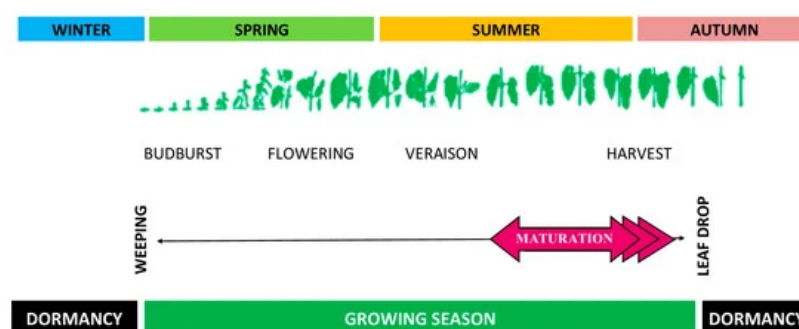 WINTER SPRING SUMMER AUTUMN
BUDBURST FLOWERING VERAISON HARVEST
WEEPING
MATURATION
LEAF DROP
DORMANCY GROWING SEASON DORMANCY